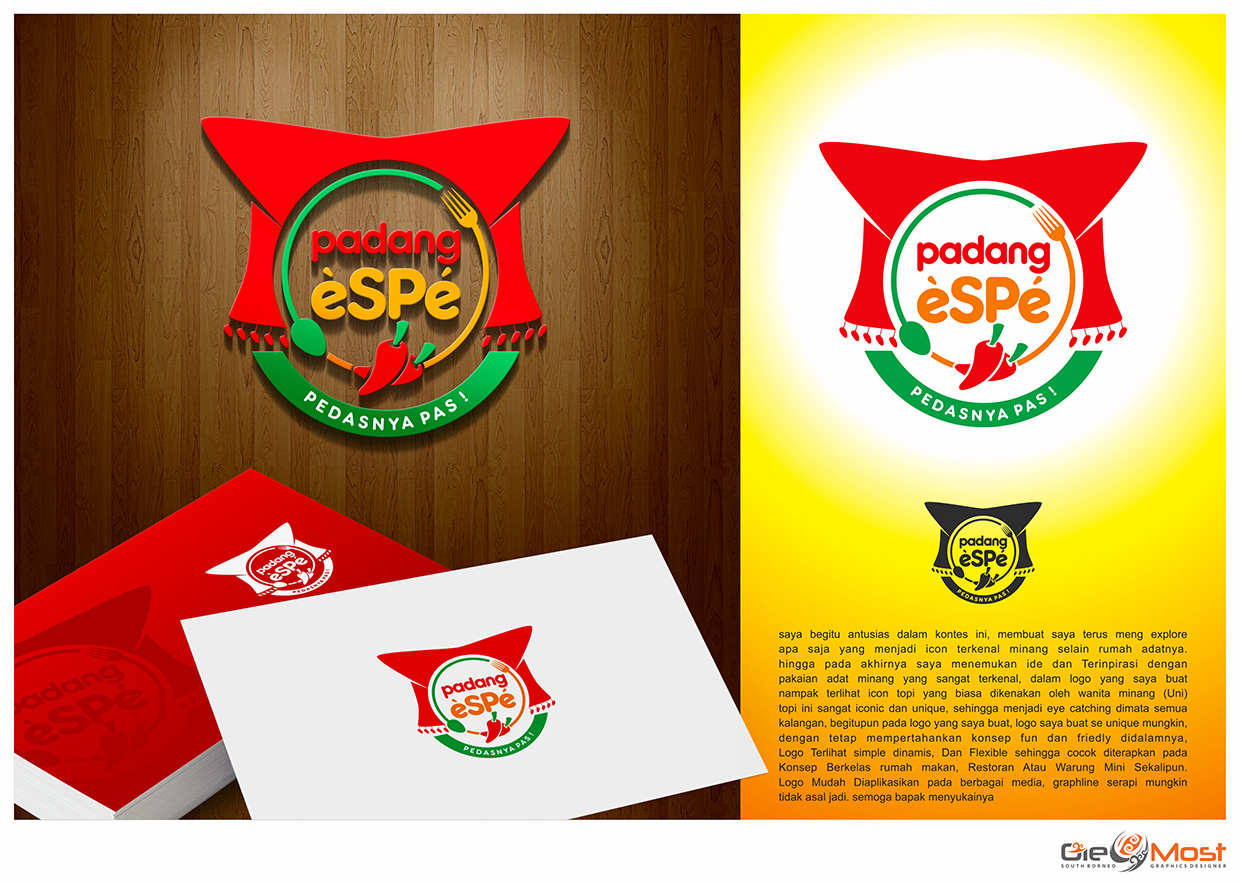 padang
èSPé
PEDASNYA PAS !
padang
èSPé
PEDASNYA PAS !
padang
èSPé
PEDASNYA PAS !
padang
èSPé
PEDASNYA PAS !
padang
èSPé
padang
èSPé
PEDASNYA PAS !
saya begitu antusias dalam kontes ini, membuat saya terus meng explore
apa saja yang menjadi icon terkenal minang selain rumah adatnya.
hingga pada akhirnya saya menemukan ide dan Terinpirasi dengan
pakaian adat minang yang sangat terkenal, dalam logo yang saya buat
nampak terlihat icon topi yang biasa dikenakan oleh wanita minang (Uni)
topi ini sangat iconic dan unique, sehingga menjadi eye catching dimata semua
kalangan, begitupun pada logo yang saya buat, logo saya buat se unique mungkin,
dengan tetap mempertahankan konsep fun dan friedly didalamnya,
Logo Terlihat simple dinamis, Dan Flexible sehingga cocok diterapkan pada
Konsep Berkelas rumah makan, Restoran Atau Warung Mini Sekalipun.
Logo Mudah Diaplikasikan pada berbagai media, graphline serapi mungkin
tidak asal jadi. semoga bapak menyukainya
Gie Most
SOUTH BORNEO GRAPHICS DESIGNER